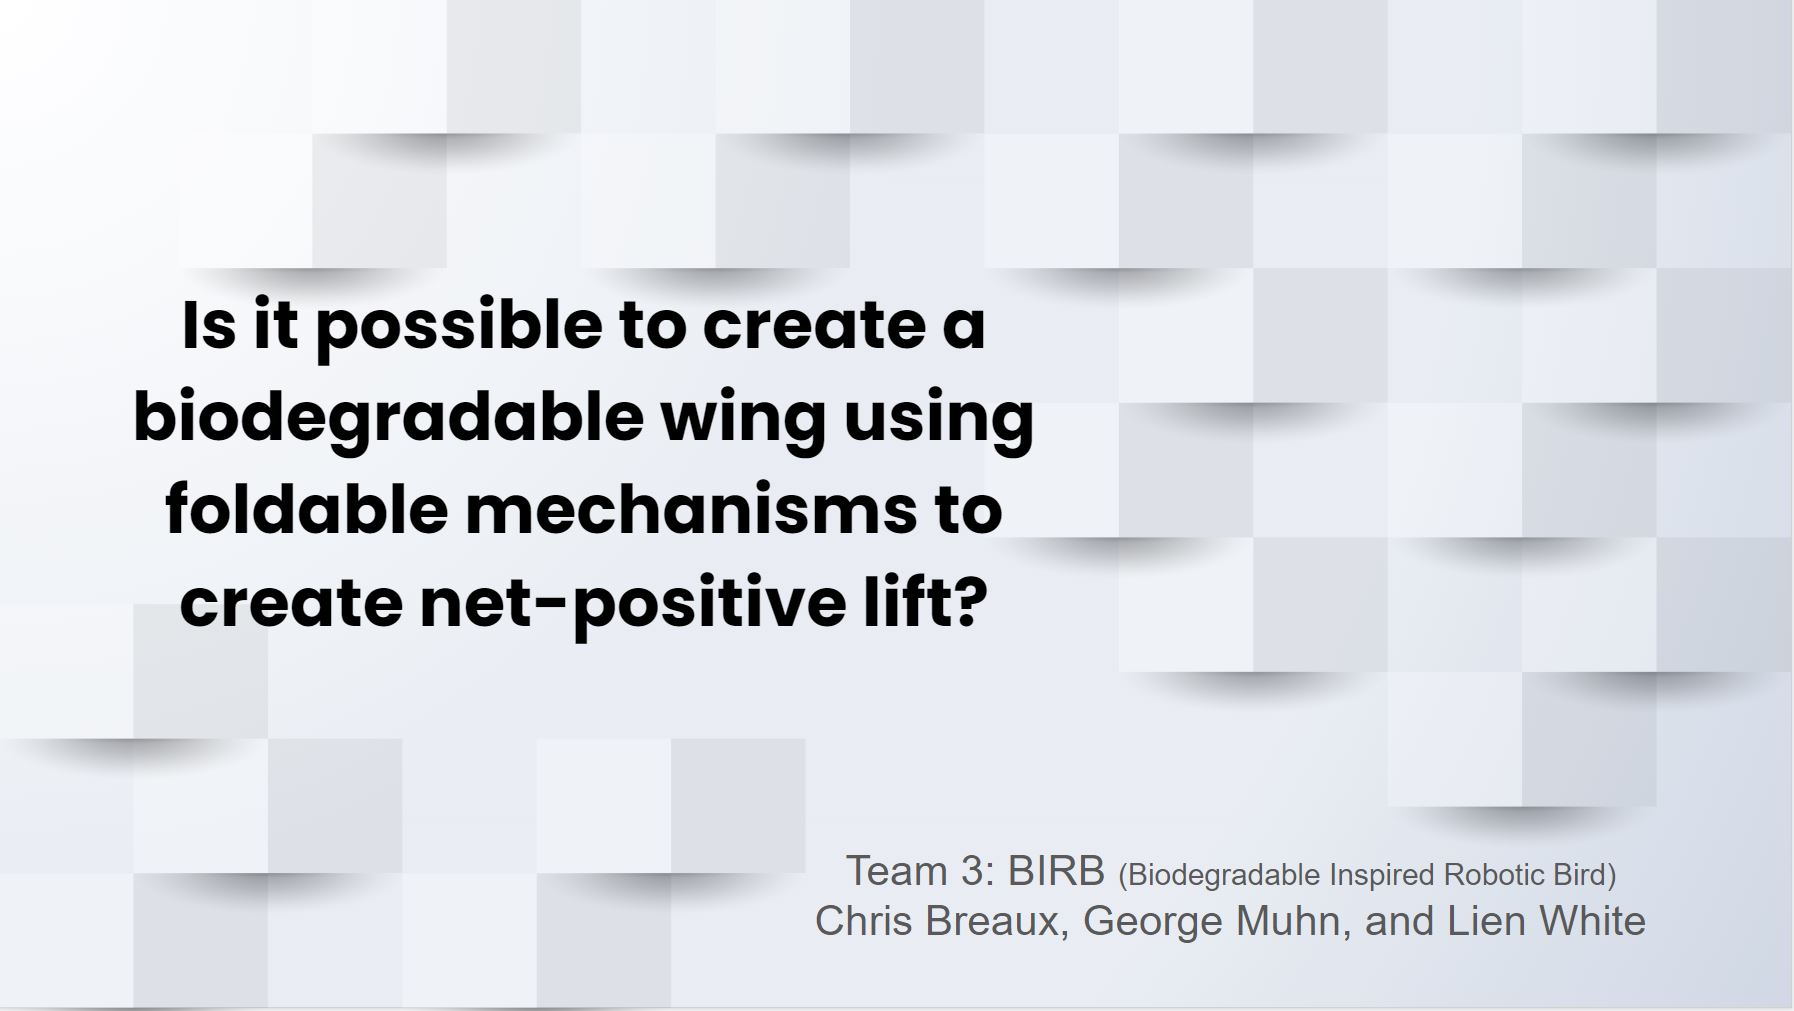 Is it possible to create a
biodegradable wing using
foldable mechanisms to
create net-positive lift?
Team 3: BIRB (Biodegradable Inspired Robotic Bird)
Chris Breaux, George Muhn, and Lien White